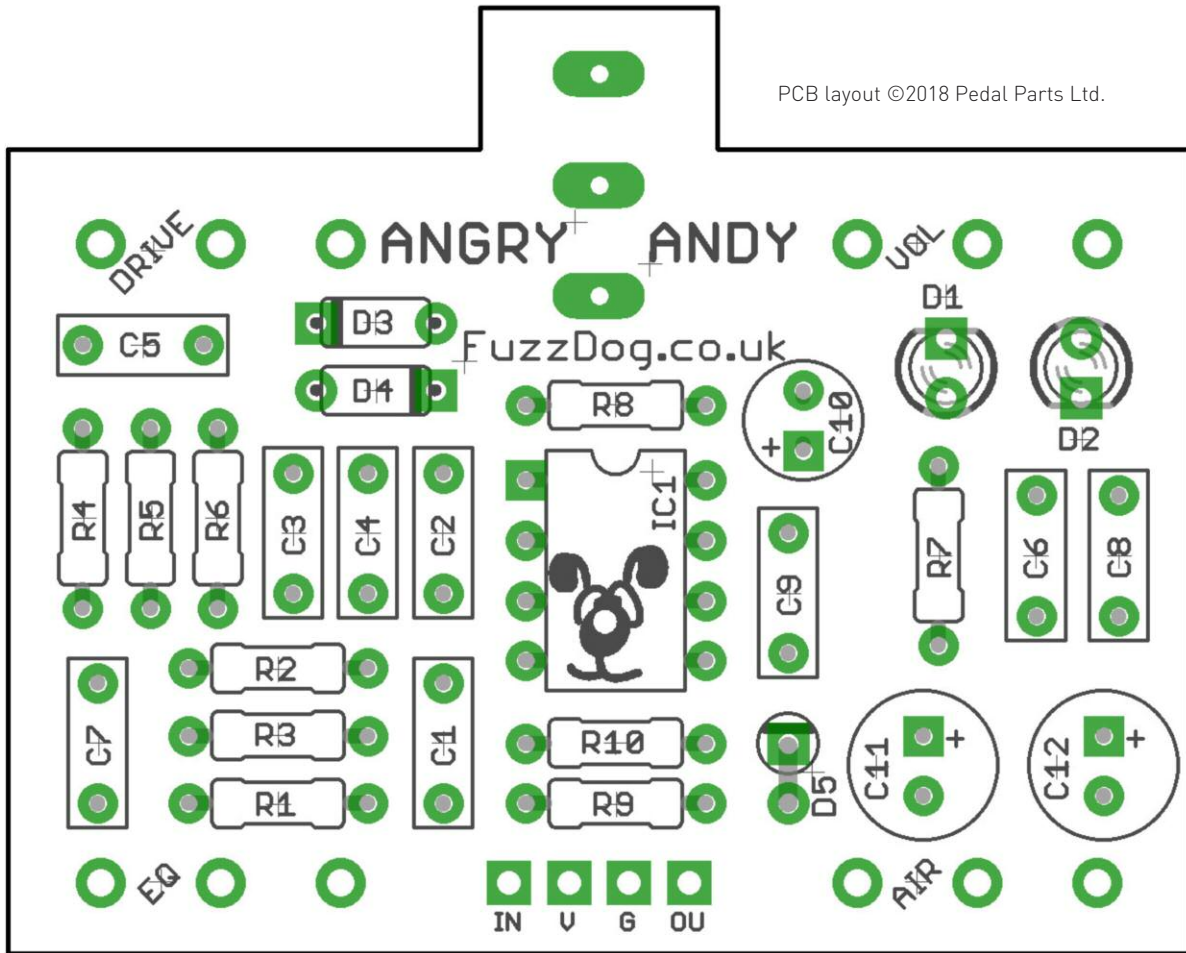 PCB layout ©2018 Pedal Parts Ltd.
DRIVE
ANGRY ANDY
VOL
D1
D3
C5
FuzzDog.co.uk
D4
R8
C10
+
D2
IC1
R4
R5
R6
C3
C4
C2
C9
R7
C6
C8
R2
C7
R3
C1
R10
R1
R9
D5
C11
+
C12
+
EQ
AIR
IN V G OU